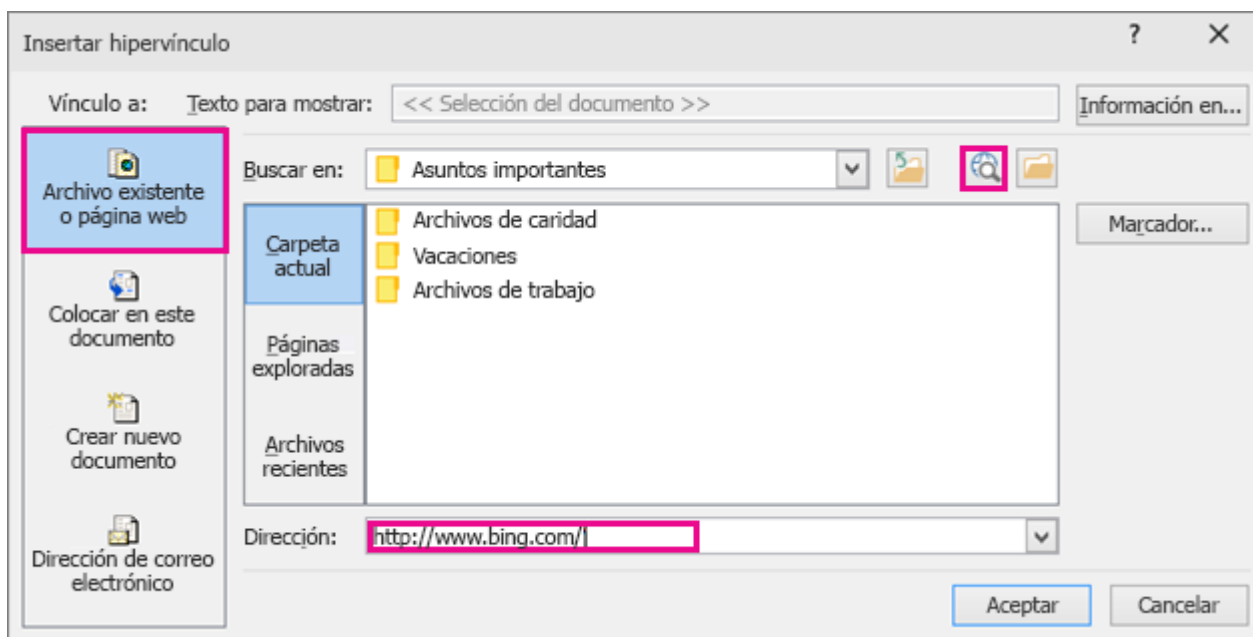 Insertar hipervínculo
?
Vínculo a:
Texto para mostrar:
<< Selección del documento >>
Información en...
Archivo existente
o página web
Colocar en este
documento
Crear nuevo
documento
Dirección de correo
electrónico
Buscar en:
Asuntos importantes
Carpeta
actual
Páginas
exploradas
Archivos
recientes
Archivos de caridad
Vacaciones
Archivos de trabajo
Marcador...
Dirección:
http://www.bing.com/
Aceptar
Cancelar